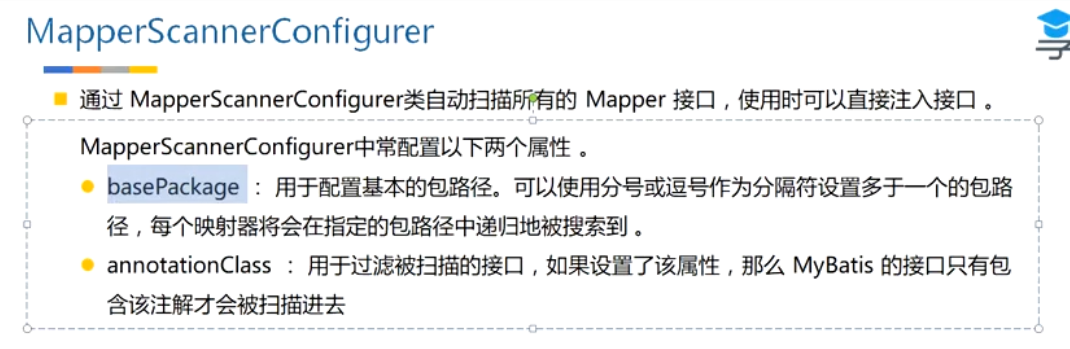 MapperScannerConfigurer
通过 MapperScannerConfigurer类自动扫描所有的 Mapper 接口，使用时可以直接注入接口 。
MapperScannerConfigurer中常配置以下两个属性 。
basePackage ： 用于配置基本的包路径。可以使用分号或逗号作为分隔符设置多于一个的包路
径，每个映射器将会在指定的包路径中递归地被搜索到 。
annotationClass ： 用于过滤被扫描的接口，如果设置了该属性，那么 MyBatis 的接口只有包
含该注解才会被扫描进去